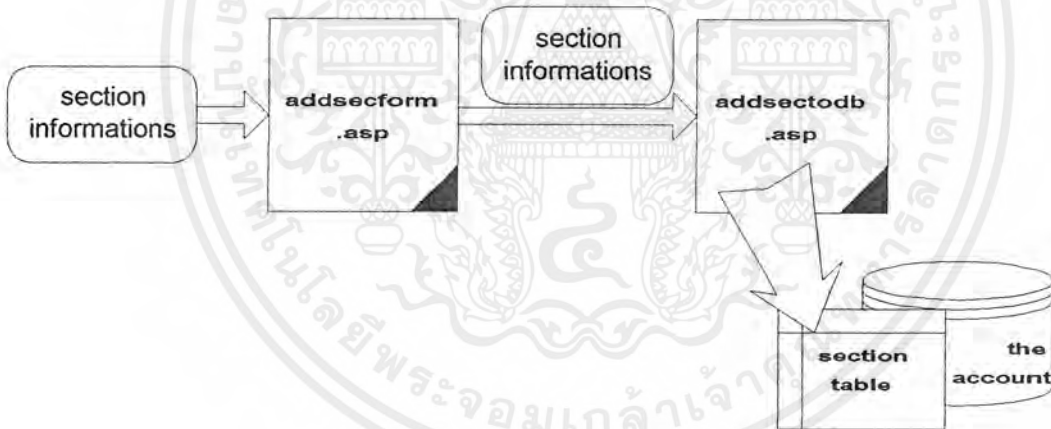 section
informations
addsecform
.asp
section
informations
addsectodb
.asp
section
table
the
account